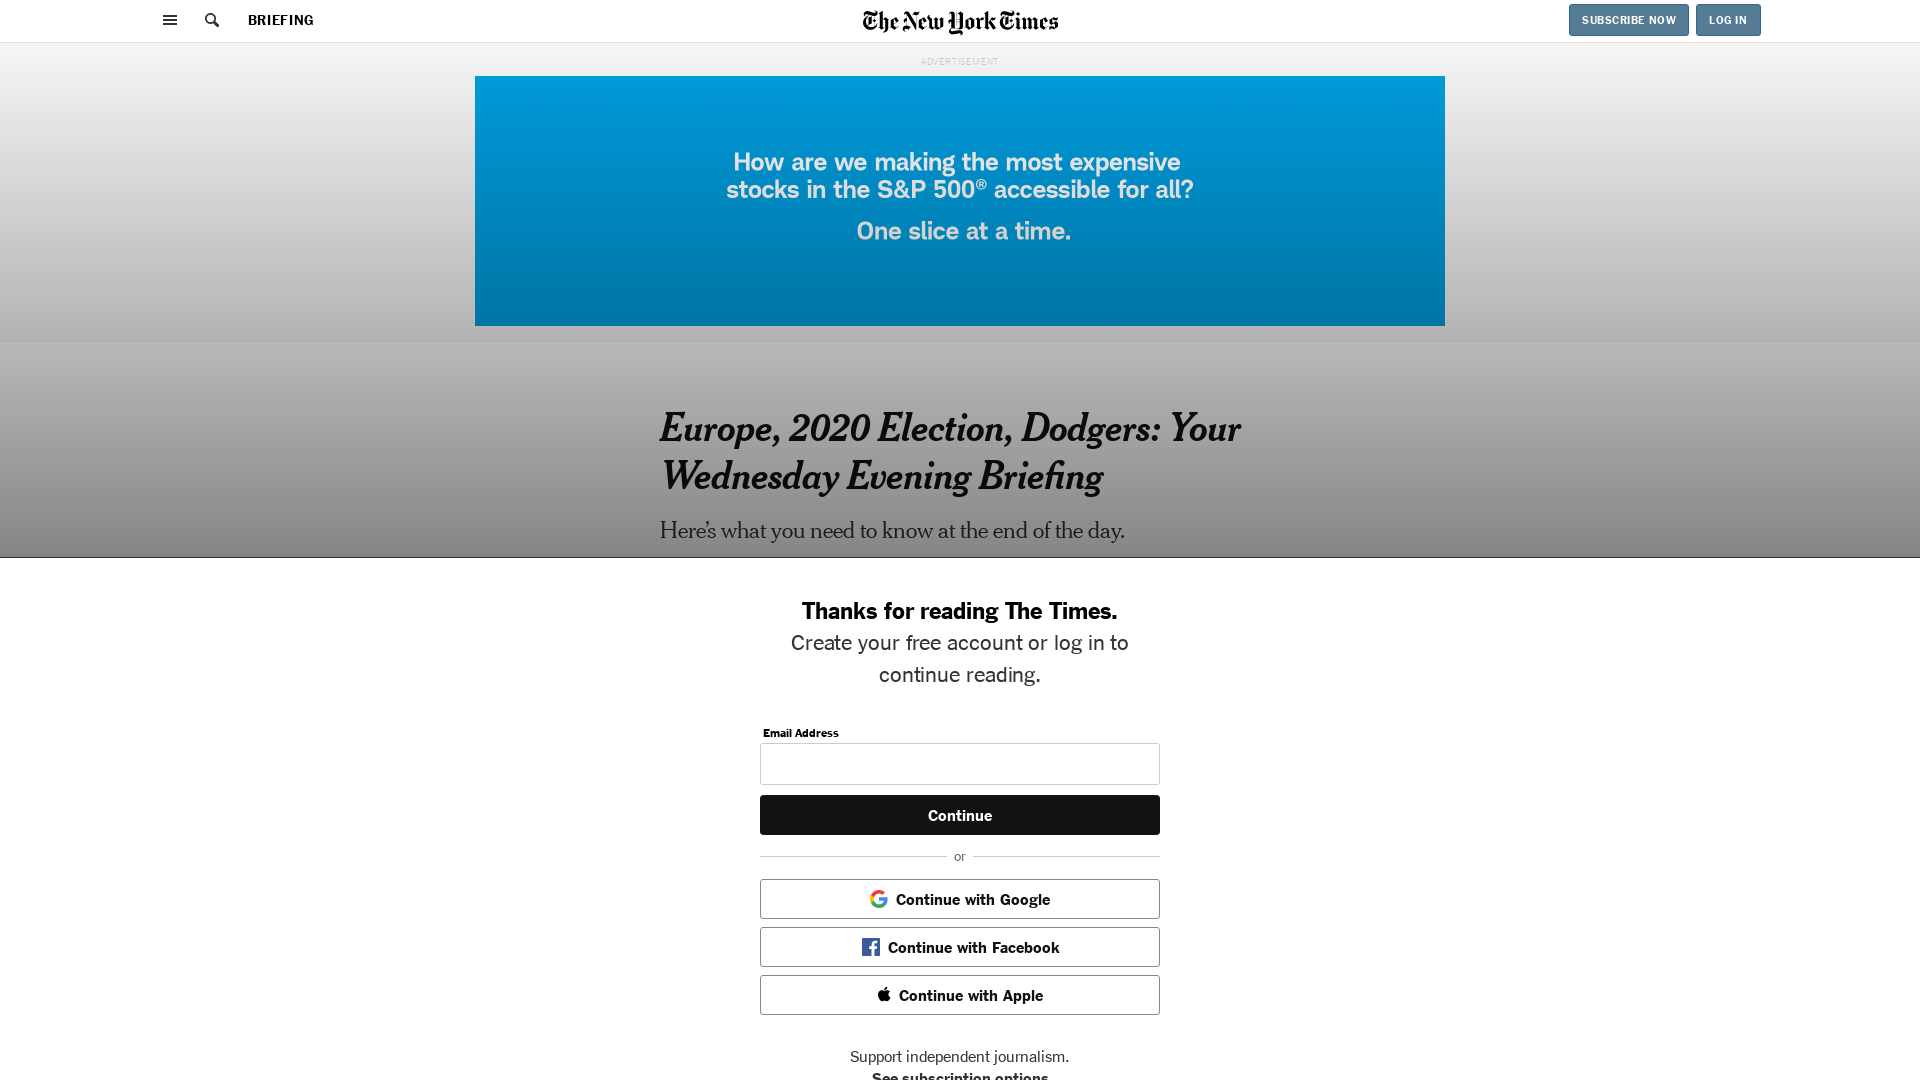 BRIEFING
The New York Times
SUBSCRIBE NOW
LOG IN
ADVERTISEMENT
How are we making the most expensive
stocks in the S&P 500® accessible for all?
One slice at a time.
Europe, 2020 Election, Dodgers: Your
Wednesday Evening Briefing
Here’s what you need to know at the end of the day.
Thanks for reading The Times.
Create your free account or log in to
continue reading.
Email Address
Continue
or
Continue with Google
Continue with Facebook
Continue with Apple
Support independent journalism.
See subscription options